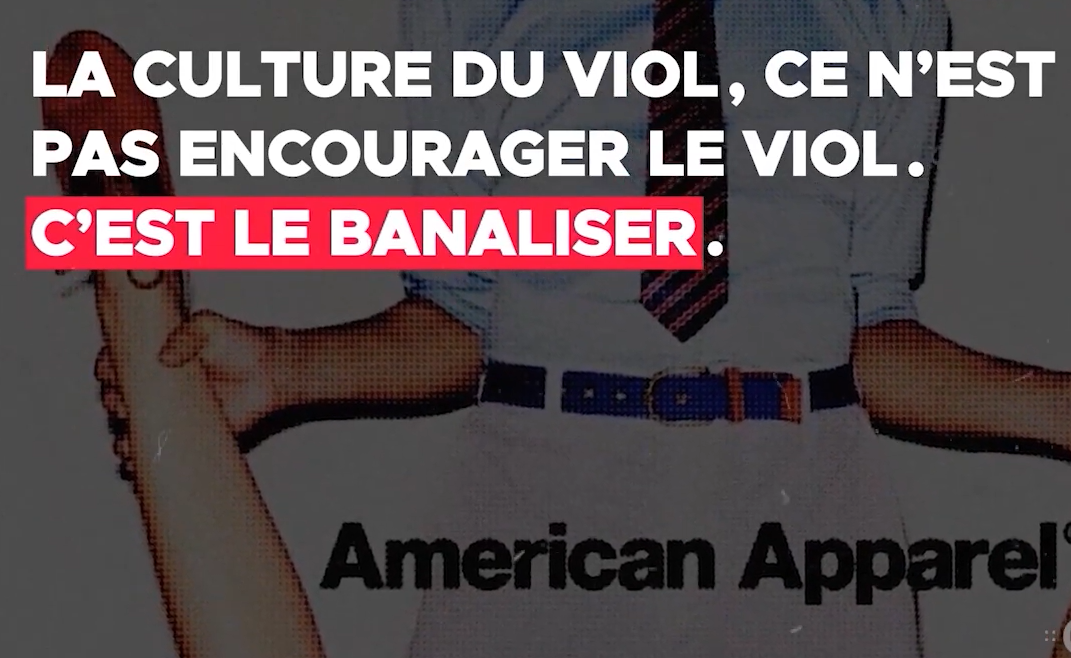 LA CULTURE DU VIOL, CE N'EST
PAS ENCOURAGER LE VIOL.
C'EST LE BANALISER.
American Apparel